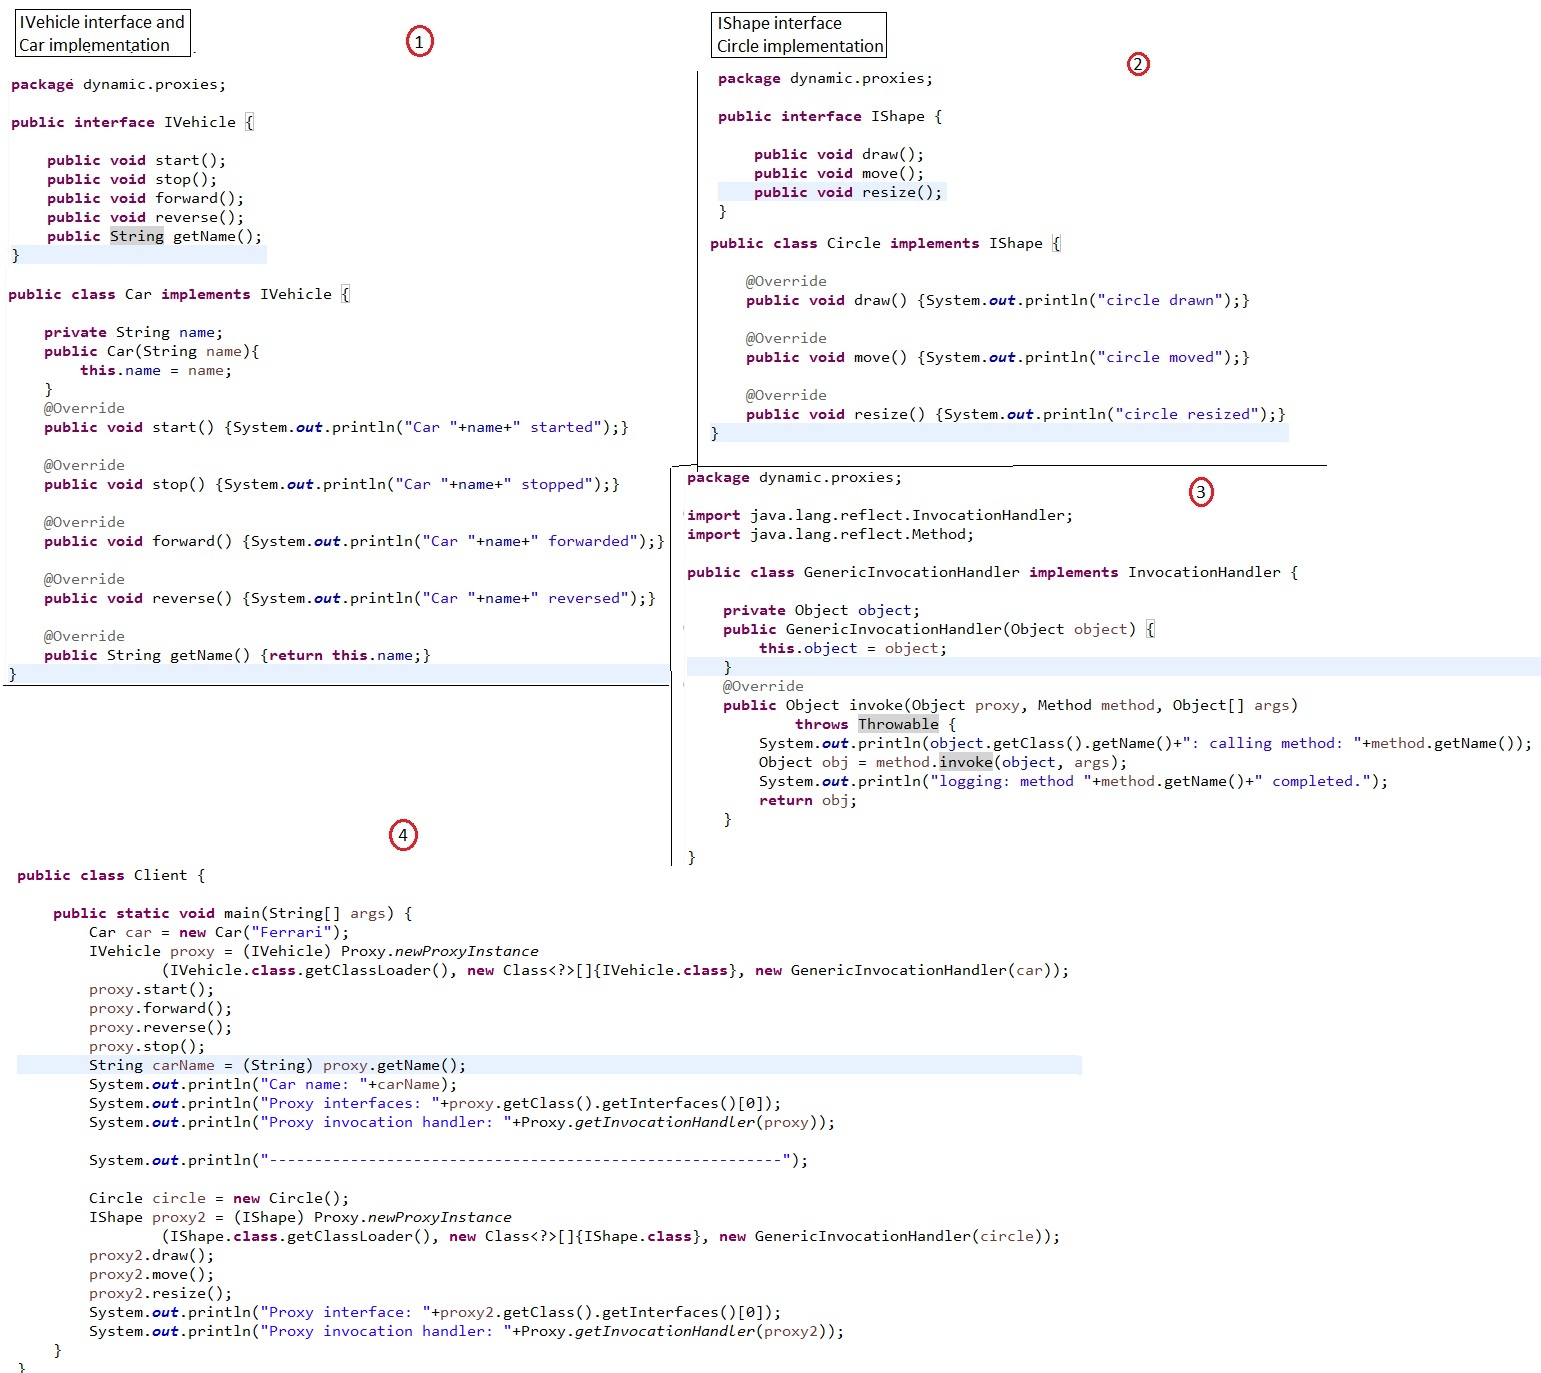 IVehicle interface and
Car implementation
1
package dynamic.proxies;
public interface IVehicle {
public void start();
public void stop();
public void forward();
public void reverse();
public String getName();
}
public class Car implements IVehicle {
private String name;
public Car(String name){
this.name = name;
}
@Override
public void start() {System.out.println("Car "+name+" started");}
@Override
public void stop() {System.out.println("Car "+name+" stopped");}
@Override
public void forward() {System.out.println("Car "+name+" forwarded");}
@Override
public void reverse() {System.out.println("Car "+name+" reversed");}
@Override
public String getName() {return this.name;}
}
IShape interface
Circle implementation
2
package dynamic.proxies;
public interface IShape {
public void draw();
public void move();
public void resize();
}
public class Circle implements IShape {
@Override
public void draw() {System.out.println("circle drawn");}
@Override
public void move() {System.out.println("circle moved");}
@Override
public void resize() {System.out.println("circle resized");}
}
3
package dynamic.proxies;
import java.lang.reflect.InvocationHandler;
import java.lang.reflect.Method;
public class GenericInvocationHandler implements InvocationHandler {
private Object object;
public GenericInvocationHandler(Object object) {
this.object = object;
}
@Override
public Object invoke(Object proxy, Method method, Object[] args)
throws Throwable {
System.out.println(object.getClass().getName()+": calling method: "+method.getName());
Object obj = method.invoke(object, args);
System.out.println("logging: method "+method.getName()+" completed.");
return obj;
}
}
4
public class Client {
public static void main(String[] args) {
Car car = new Car("Ferrari");
IVehicle proxy = (IVehicle) Proxy.newProxyInstance
(IVehicle.class.getClassLoader(), new Class<?>[]{IVehicle.class}, new GenericInvocationHandler(car));
proxy.start();
proxy.forward();
proxy.reverse();
proxy.stop();
String carName = (String) proxy.getName();
System.out.println("Car name: "+carName);
System.out.println("Proxy interfaces: "+proxy.getClass().getInterfaces()[0]);
System.out.println("Proxy invocation handler: "+Proxy.getInvocationHandler(proxy));
System.out.println("---------------------------------------------------------");
Circle circle = new Circle();
IShape proxy2 = (IShape) Proxy.newProxyInstance
(IShape.class.getClassLoader(), new Class<?>[]{IShape.class}, new GenericInvocationHandler(circle));
proxy2.draw();
proxy2.move();
proxy2.resize();
System.out.println("Proxy interface: "+proxy2.getClass().getInterfaces()[0]);
System.out.println("Proxy invocation handler: "+Proxy.getInvocationHandler(proxy2));
}
}